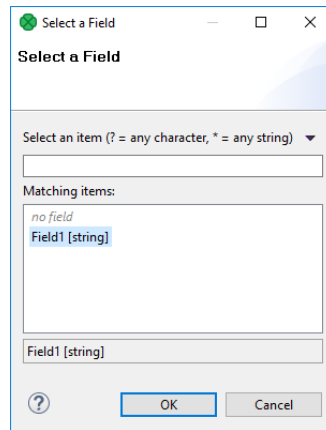 Select a Field
Select a Field
Select an item (? = any character, * = any string)
Matching items:
no field
Field1 [string]
Field1 [string]
?
OK
Cancel